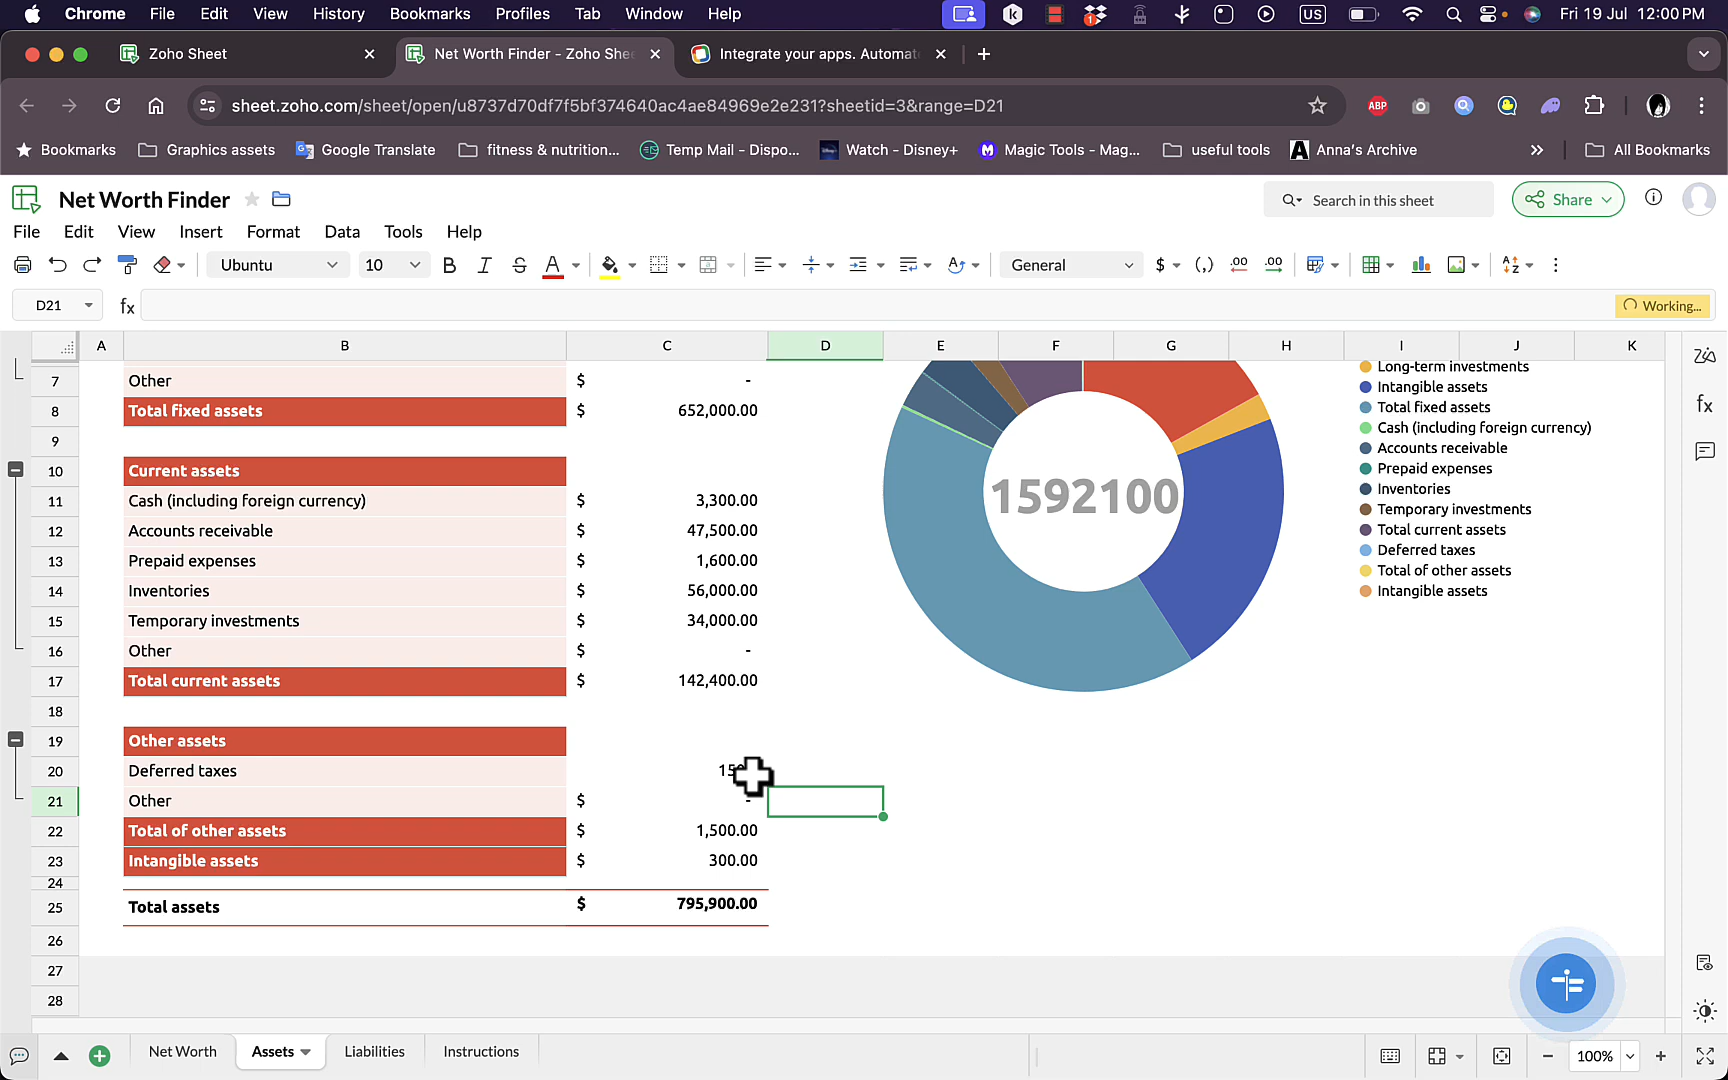 Chrome File Edit View History Bookmarks Profiles Tab Window Help US Fri 19 Jul 12:00 PM
Zoho Sheet Net Worth Finder - Zoho She Integrate your apps. Automa
sheet.zoho.com/sheet/open/u8737d70df7f5bf374640ac4ae84969e2e231?sheetid=3&range=D21 ABP
Bookmarks Graphics assets Google Translate fitness & nutrition... Temp Mail - Dispo... Watch - Disney+ Magic Tools - Mag... useful tools Anna's Archive » All Bookmarks
Net Worth Finder Search in this sheet Share
File Edit View Insert Format Data Tools Help
Ubuntu 10 B I S A General $ (,) .00 .00
D21 fx Working...
A B C D E F G H I J K
7 Other $ -
8 Total fixed assets $ 652,000.00
9
10 Current assets
11 Cash (including foreign currency) $ 3,300.00
12 Accounts receivable $ 47,500.00
13 Prepaid expenses $ 1,600.00
14 Inventories $ 56,000.00
15 Temporary investments $ 34,000.00
16 Other $ -
17 Total current assets $ 142,400.00
18
19 Other assets
20 Deferred taxes
21 Other $ -
22 Total of other assets $ 1,500.00
23 Intangible assets $ 300.00
24
25 Total assets $ 795,900.00
26
27
28
1592100
Long-term investments
Intangible assets
Total fixed assets
Cash (including foreign currency)
Accounts receivable
Prepaid expenses
Inventories
Temporary investments
Total current assets
Deferred taxes
Total of other assets
Intangible assets
fx
Net Worth Assets Liabilities Instructions 100%